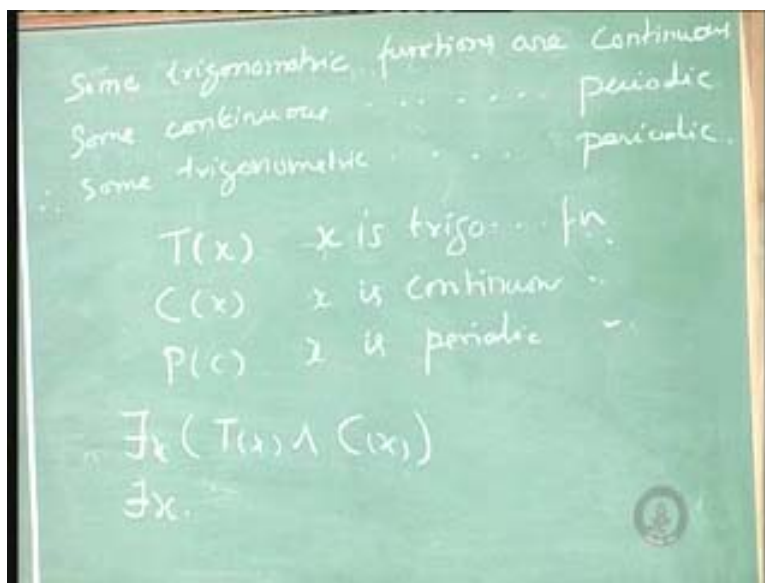 Some trigonometric functions are continuous
Some continuous ........ periodic
∴ some trigonometric .... periodic.
T(x) x is trigo... fn.
C(x) x is continuous ..
P(c) x is periodic ..
∃x (T(x) ∧ C(x))
∃x.